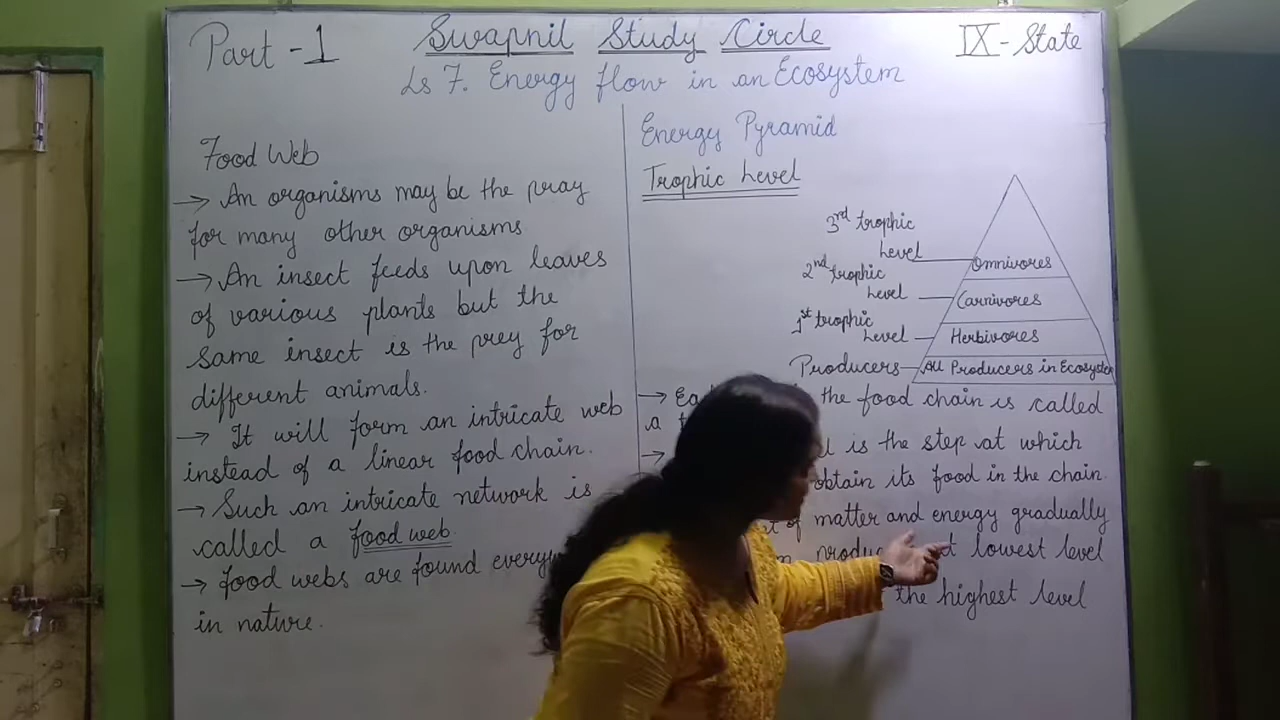 Part - 1
Swapnil Study Circle
IX - State
Ls 7. Energy flow in an Ecosystem
Food Web
→ An organisms may be the pray
for many other organisms
→ An insect feeds upon leaves
of various plants but the
same insect is the prey for
different animals.
→ It will form an intricate web
instead of a linear food chain.
→ Such an intricate network is
called a food web.
→ food webs are found
in nature.
Energy Pyramid
Trophic Level
3rd trophic
Level
Omnivores
2nd trophic
Level
Carnivores
1st trophic
Level
Herbivores
Producers
All Producers in Ecosystem
→ the food chain is called
a
→ is the step at which
obtain its food in the chain.
of matter and energy gradually
lowest level
the highest level